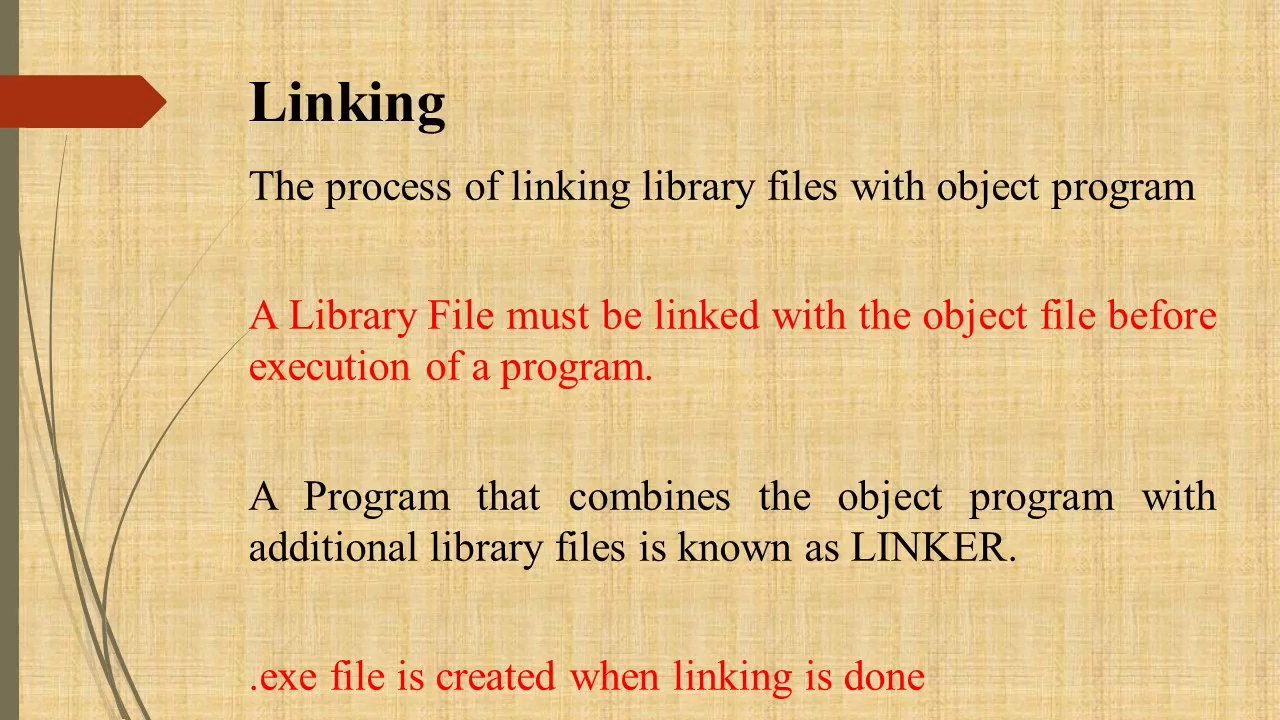 Linking
The process of linking library files with object program
A Library File must be linked with the object file before
execution of a program.
A Program that combines the object program with
additional library files is known as LINKER.
.exe file is created when linking is done